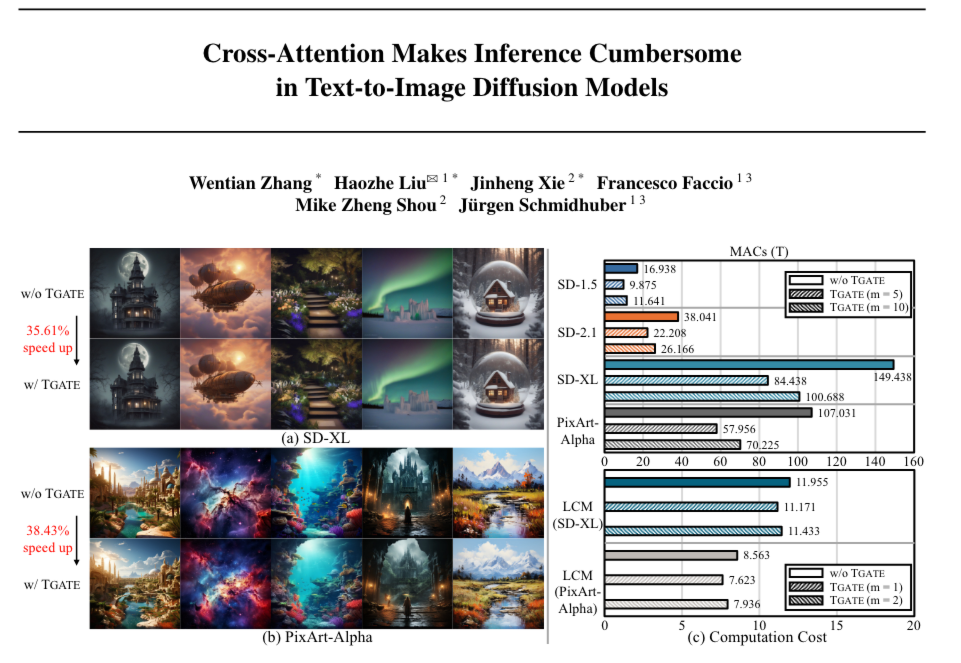 Cross-Attention Makes Inference Cumbersome
in Text-to-Image Diffusion Models
Wentian Zhang * Haozhe Liu ✉ 1 * Jinheng Xie 2 * Francesco Faccio 1 3
Mike Zheng Shou 2 Jürgen Schmidhuber 1 3
w/o TGATE
35.61%
speed up
w/ TGATE
(a) SD-XL
w/o TGATE
38.43%
speed up
w/ TGATE
(b) PixArt-Alpha
MACs (T)
w/o TGATE
TGATE (m = 5)
TGATE (m = 10)
SD-1.5
16.938
9.875
11.641
SD-2.1
38.041
22.208
26.166
SD-XL
149.438
84.438
100.688
PixArt-
Alpha
107.031
57.956
70.225
0 20 40 60 80 100 120 140 160
LCM
(SD-XL)
11.955
11.171
11.433
LCM
(PixArt-
Alpha)
8.563
7.623
7.936
w/o TGATE
TGATE (m = 1)
TGATE (m = 2)
0 5 10 15 20
(c) Computation Cost